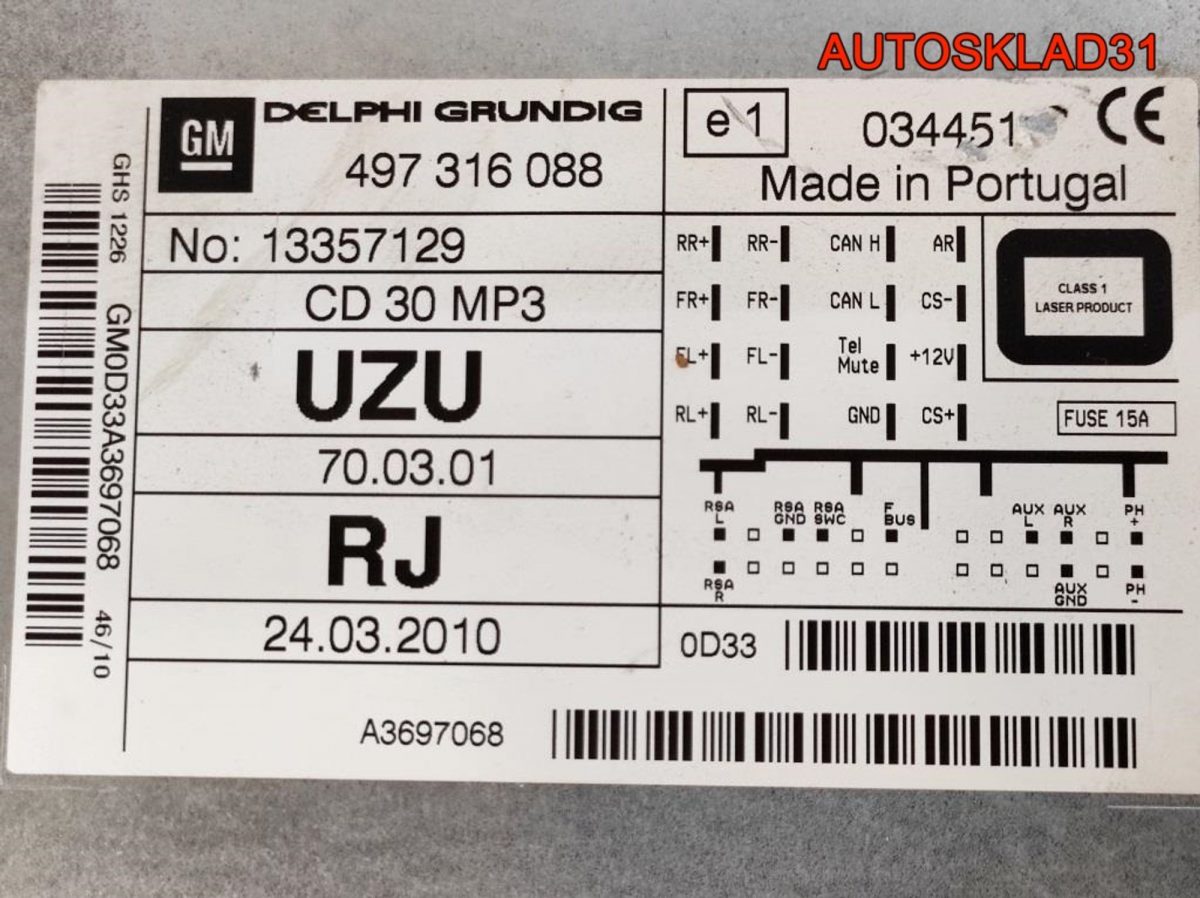 AUTOSKLAD31
GM
DELPHI GRUNDIG
497 316 088
e1
CE
Made in Portugal
GHS 1226
GM0D33A3697068
46/10
No: 13357129
CD 30 MP3
UZU
70.03.01
RJ
24.03.2010
RR+ RR- CAN H AR
FR+ FR- CAN L CS-
FL+ FL- Tel Mute +12V
RL+ RL- GND CS+
CLASS 1
LASER PRODUCT
FUSE 15A
RSA L RSA GND RSA SWC F BUS AUX L AUX R PH +
RSA R AUX GND PH -
0D33
A3697068